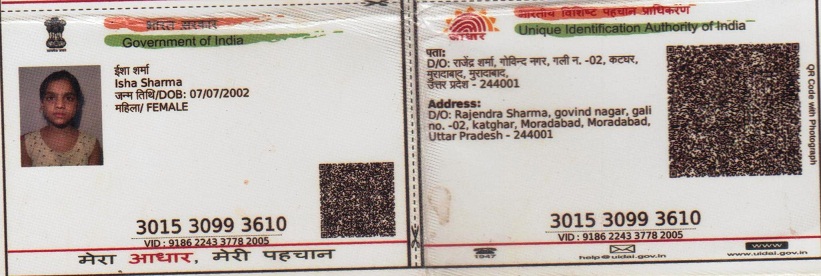 भारत सरकार
Government of India
ईशा शर्मा
Isha Sharma
जन्म तिथि/DOB: 07/07/2002
महिला/ FEMALE
3015 3099 3610
VID : 9186 2243 3778 2005
मेरा आधार, मेरी पहचान
भारतीय विशिष्ट पहचान प्राधिकरण
Unique Identification Authority of India
आधार
पता:
D/O: राजेंद्र शर्मा, गोविन्द नगर, गली न. -02, कटघर,
मुरादाबाद, मुरादाबाद,
उत्तर प्रदेश - 244001
Address:
D/O: Rajendra Sharma, govind nagar, gali
no. -02, katghar, Moradabad, Moradabad,
Uttar Pradesh - 244001
QR Code with Photograph
3015 3099 3610
VID : 9186 2243 3778 2005
1947
help@uidai.gov.in
www
www.uidai.gov.in